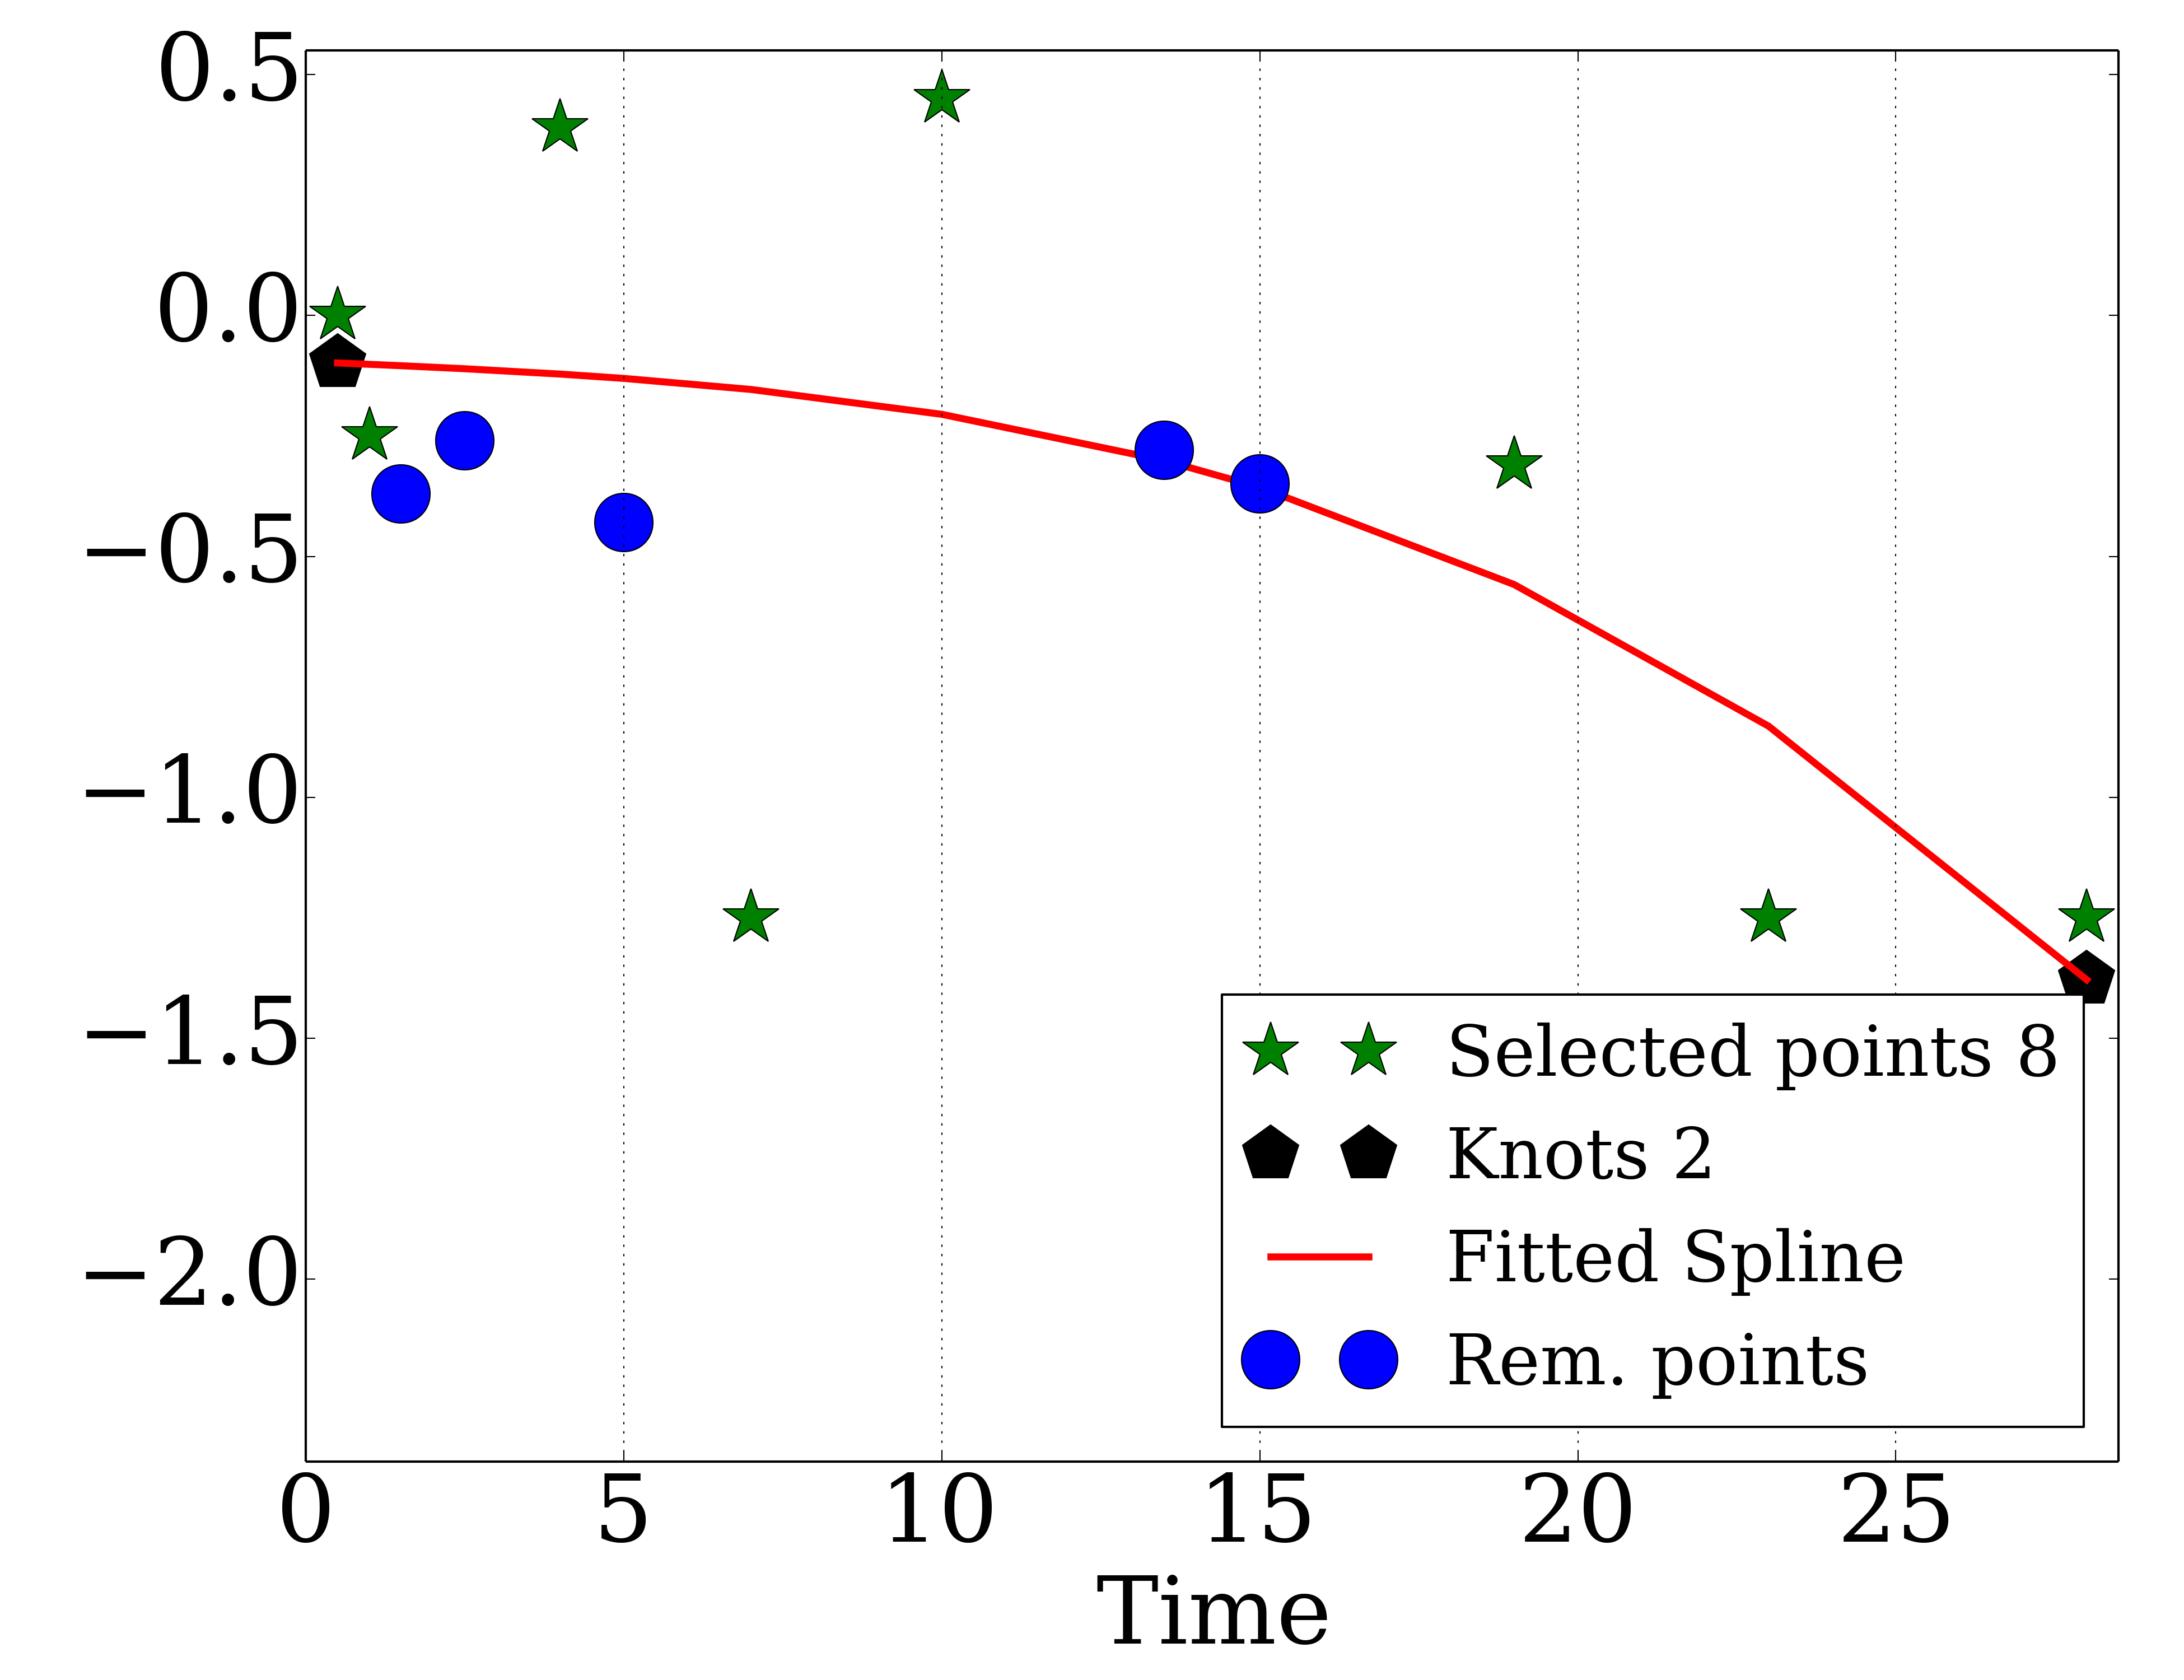 0.5
0.0
−0.5
−1.0
−1.5
−2.0
Selected points 8
Knots 2
Fitted Spline
Rem. points
0 5 10 15 20 25
Time